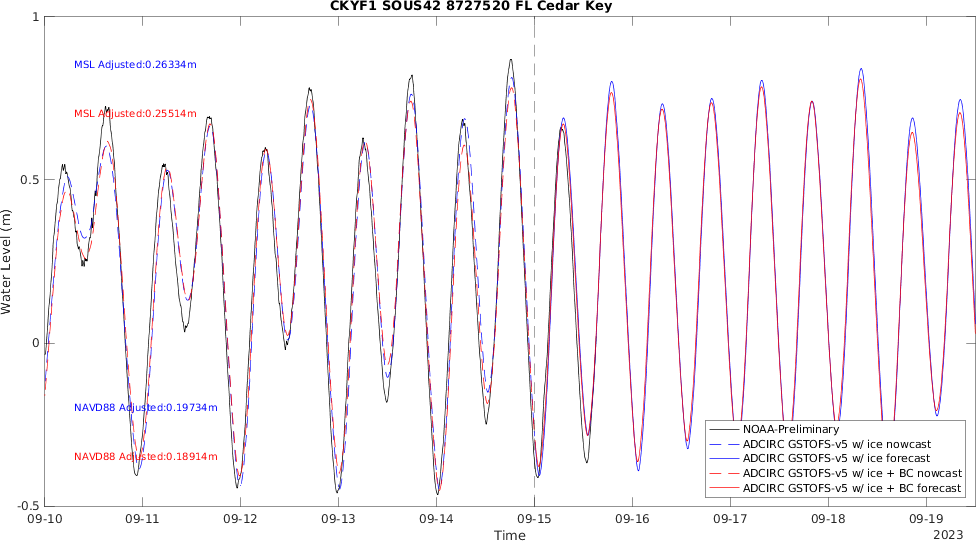 CKYF1 SOUS42 8727520 FL Cedar Key
1
MSL Adjusted:0.26334m
MSL Adjusted:0.25514m
0.5
Water Level (m)
0
NAVD88 Adjusted:0.19734m
NAVD88 Adjusted:0.18914m
NOAA-Preliminary
ADCIRC GSTOFS-v5 w/ ice nowcast
ADCIRC GSTOFS-v5 w/ ice forecast
ADCIRC GSTOFS-v5 w/ ice + BC nowcast
ADCIRC GSTOFS-v5 w/ ice + BC forecast
-0.5
09-10 09-11 09-12 09-13 09-14 09-15 09-16 09-17 09-18 09-19
Time
2023